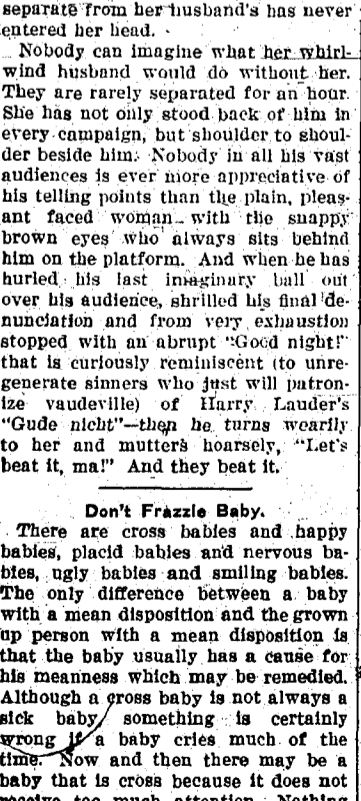 separate from her husband's has never
entered her head.
Nobody can imagine what her whirl-
wind husband would do without her.
They are rarely separated for an hour.
She has not only stood back of him in
every campaign, but shoulder to shoul-
der beside him. Nobody in all his vast
audiences is ever more appreciative of
his telling points than the plain, pleas-
ant faced woman with the snappy
brown eyes who always sits behind
him on the platform. And when he has
hurled his last imaginary ball out
over his audience, shrilled his final de-
nunciation and from very exhaustion
stopped with an abrupt "Good night!"
that is curiously reminiscent (to unre-
generate sinners who just will patron-
ize vaudeville) of Harry Lauder's
"Gude nicht"—then he turns wearily
to her and mutters hoarsely, "Let's
beat it, ma!" And they beat it.
Don't Frazzle Baby.
There are cross babies and happy
babies, placid babies and nervous ba-
bies, ugly babies and smiling babies.
The only difference between a baby
with a mean disposition and the grown
up person with a mean disposition is
that the baby usually has a cause for
his meanness which may be remedied.
Although a cross baby is not always a
sick baby, something is certainly
wrong if a baby cries much of the
time. Now and then there may be a
baby that is cross because it does not
receive too much attention. Nothing